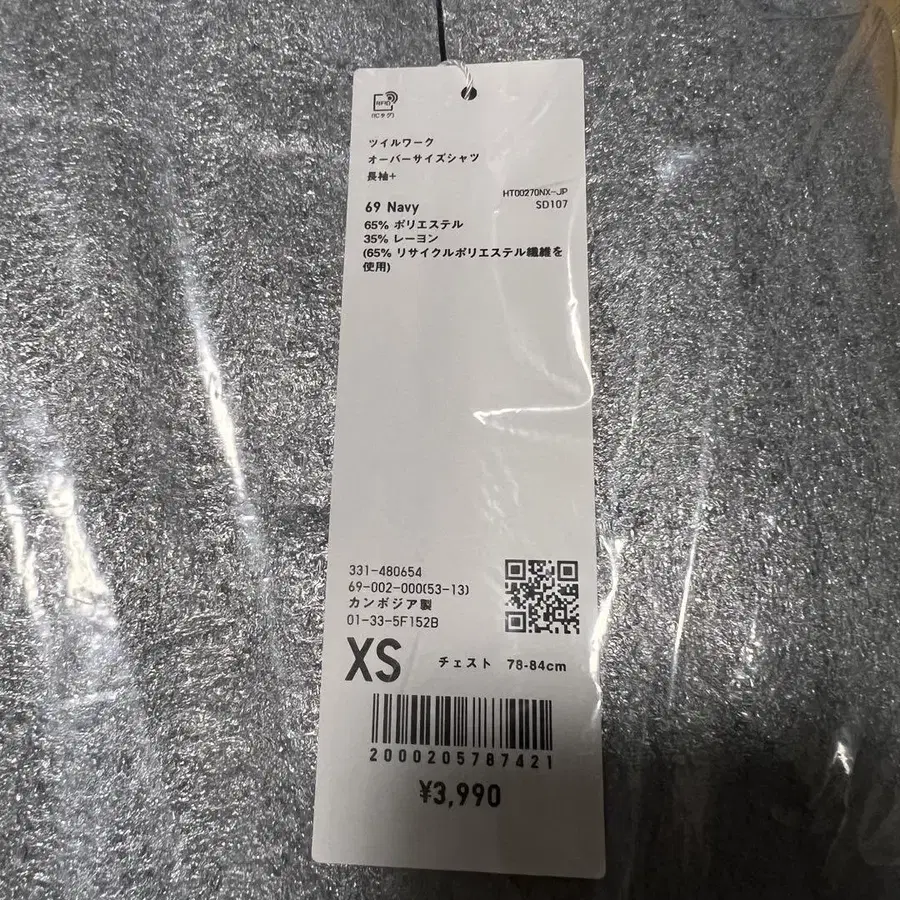 RFID
(ICタグ)
ツイルワーク
オーバーサイズシャツ
長袖+
HT00270NX-JP
69 Navy
SD107
65% ポリエステル
35% レーヨン
(65% リサイクルポリエステル繊維を
使用)
331-480654
69-002-000(53-13)
カンボジア製
01-33-5F152B
XS チェスト 78-84cm
2000205787421
¥3,990